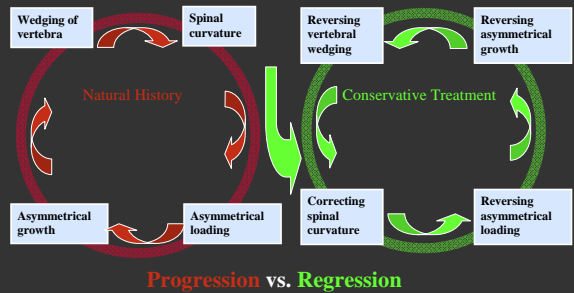 Wedging of
vertebra
Spinal
curvature
Natural History
Asymmetrical
growth
Asymmetrical
loading
Reversing
vertebral
wedging
Reversing
asymmetrical
growth
Conservative Treatment
Correcting
spinal
curvature
Reversing
asymmetrical
loading
Progression vs. Regression